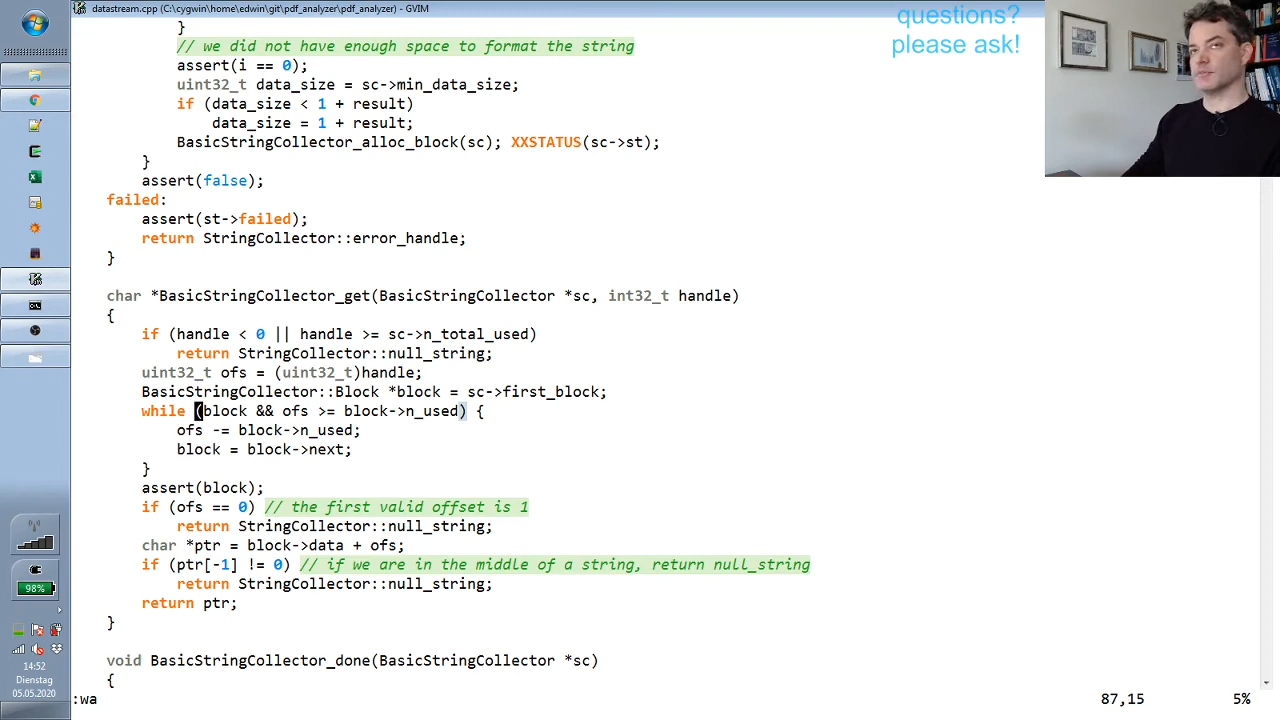 datastream.cpp (C:\cygwin\home\edwin\git\pdf_analyzer\pdf_analyzer) - GVIM
questions?
please ask!
}
// we did not have enough space to format the string
assert(i == 0);
uint32_t data_size = sc->min_data_size;
if (data_size < 1 + result)
data_size = 1 + result;
BasicStringCollector_alloc_block(sc); XXSTATUS(sc->st);
}
assert(false);
failed:
assert(st->failed);
return StringCollector::error_handle;
}
char *BasicStringCollector_get(BasicStringCollector *sc, int32_t handle)
{
if (handle < 0 || handle >= sc->n_total_used)
return StringCollector::null_string;
uint32_t ofs = (uint32_t)handle;
BasicStringCollector::Block *block = sc->first_block;
while (block && ofs >= block->n_used) {
ofs -= block->n_used;
block = block->next;
}
assert(block);
if (ofs == 0) // the first valid offset is 1
return StringCollector::null_string;
char *ptr = block->data + ofs;
if (ptr[-1] != 0) // if we are in the middle of a string, return null_string
return StringCollector::null_string;
return ptr;
}
void BasicStringCollector_done(BasicStringCollector *sc)
{
:wa
87,15
5%
98%
14:52
Dienstag
05.05.2020